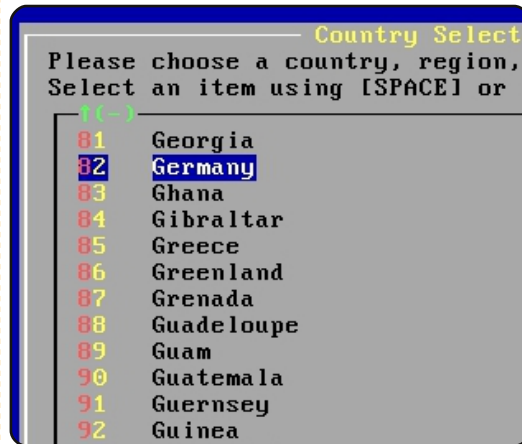 Country Select
Please choose a country, region,
Select an item using [SPACE] or
↑(-)
81 Georgia
82 Germany
83 Ghana
84 Gibraltar
85 Greece
86 Greenland
87 Grenada
88 Guadeloupe
89 Guam
90 Guatemala
91 Guernsey
92 Guinea